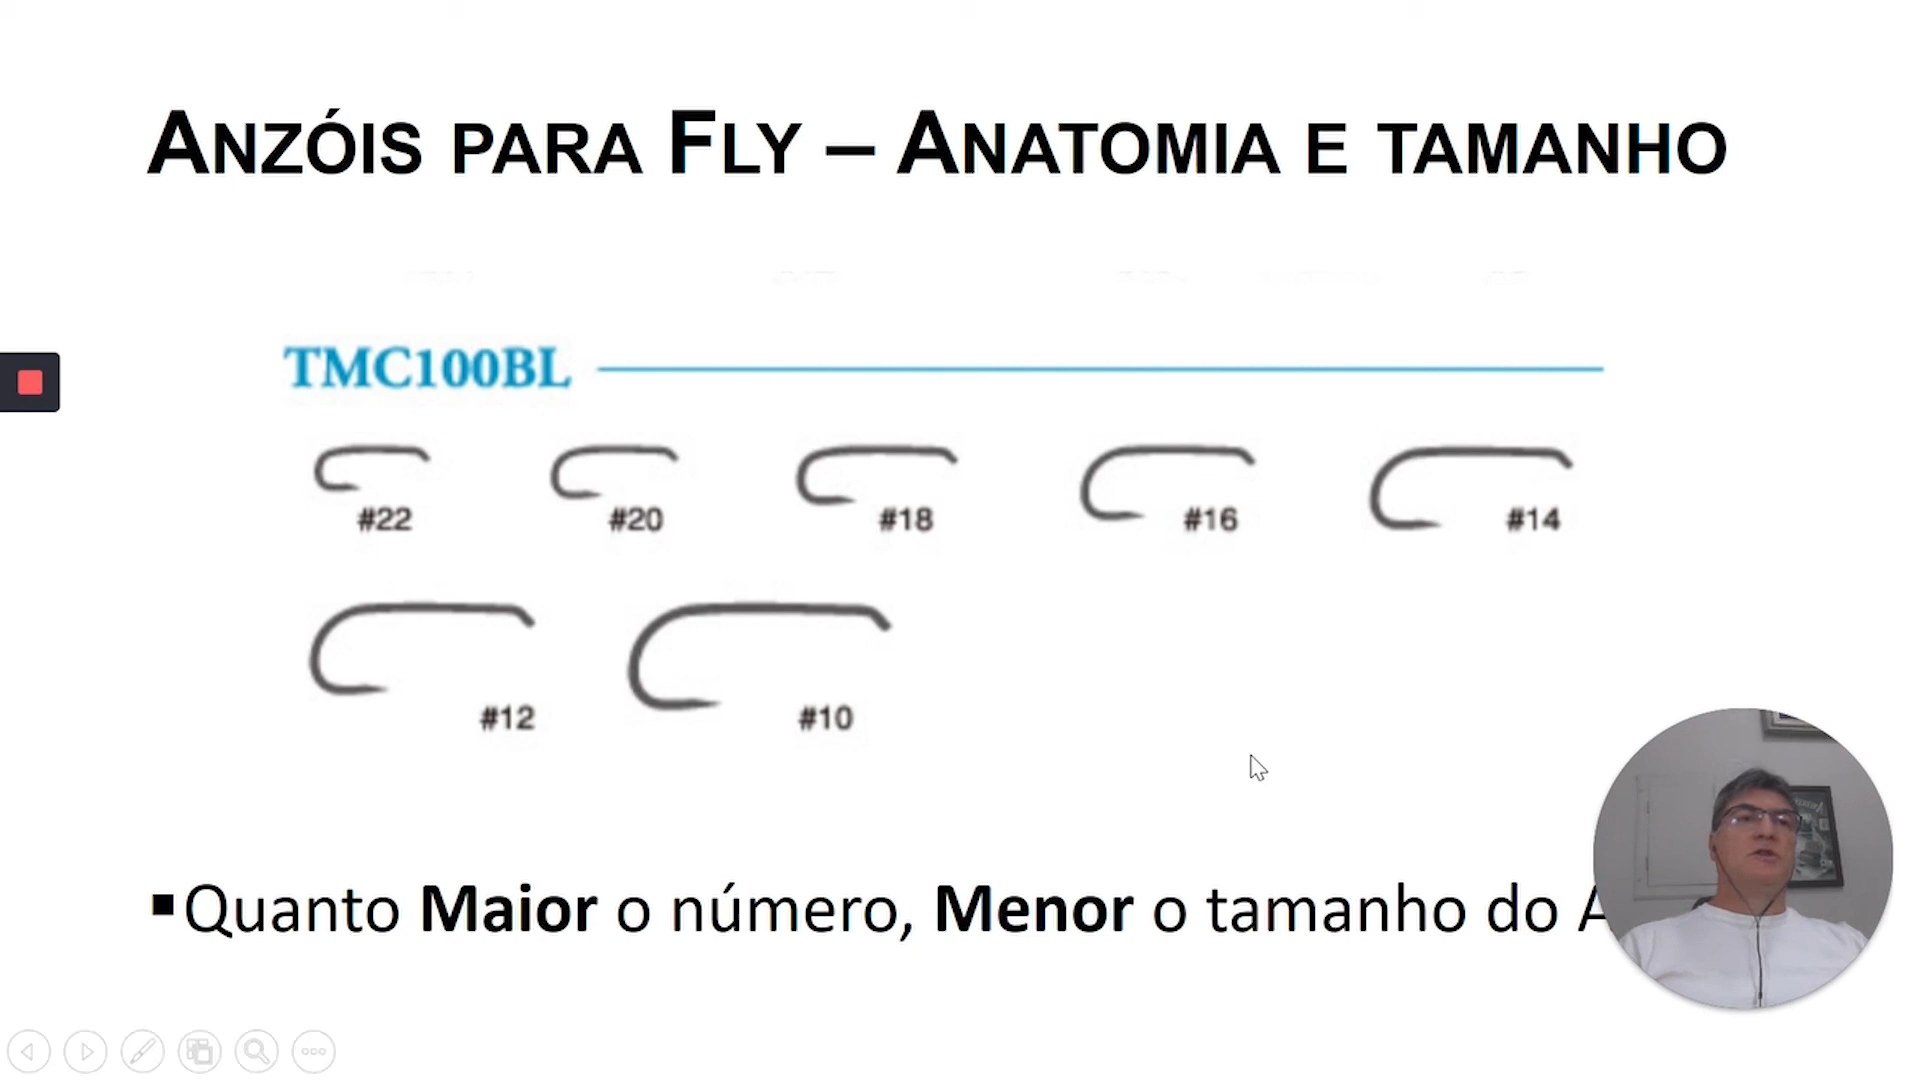 ANZÓIS PARA FLY – ANATOMIA E TAMANHO
TMC100BL
#22 #20 #18 #16 #14
#12 #10
▪Quanto Maior o número, Menor o tamanho do A